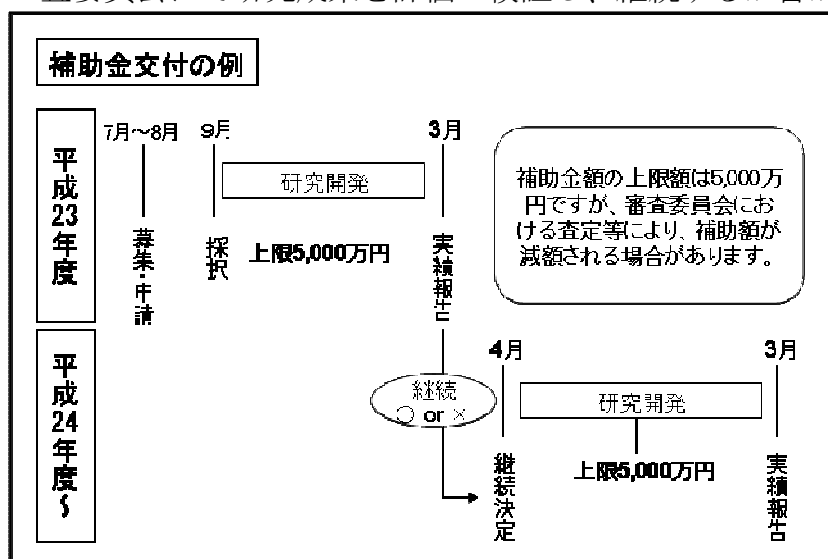 補助金交付の例
平成23年度
7月～8月
9月
3月
研究開発
募集・申請
採択
上限5,000万円
実績報告
補助金額の上限額は5,000万
円ですが、審査委員会にお
ける査定等により、補助額が
減額される場合があります。
平成24年度～
継続
○ or ×
4月
3月
研究開発
継続決定
上限5,000万円
実績報告